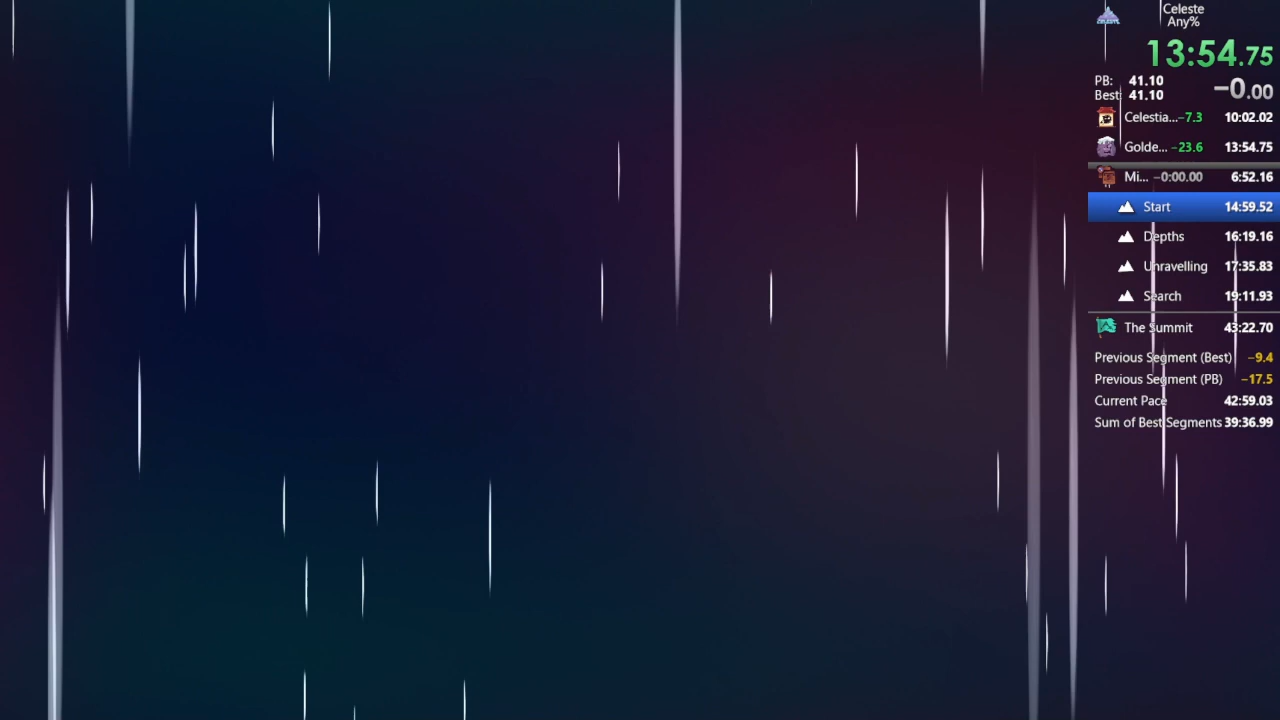 Celeste
Any%
13:54.75
PB: 41.10
Best: 41.10
−0.00
Celestia... −7.3 10:02.02
Golde... −23.6 13:54.75
Mi... −0:00.00 6:52.16
Start 14:59.52
Depths 16:19.16
Unravelling 17:35.83
Search 19:11.93
The Summit 43:22.70
Previous Segment (Best) −9.4
Previous Segment (PB) −17.5
Current Pace 42:59.03
Sum of Best Segments 39:36.99